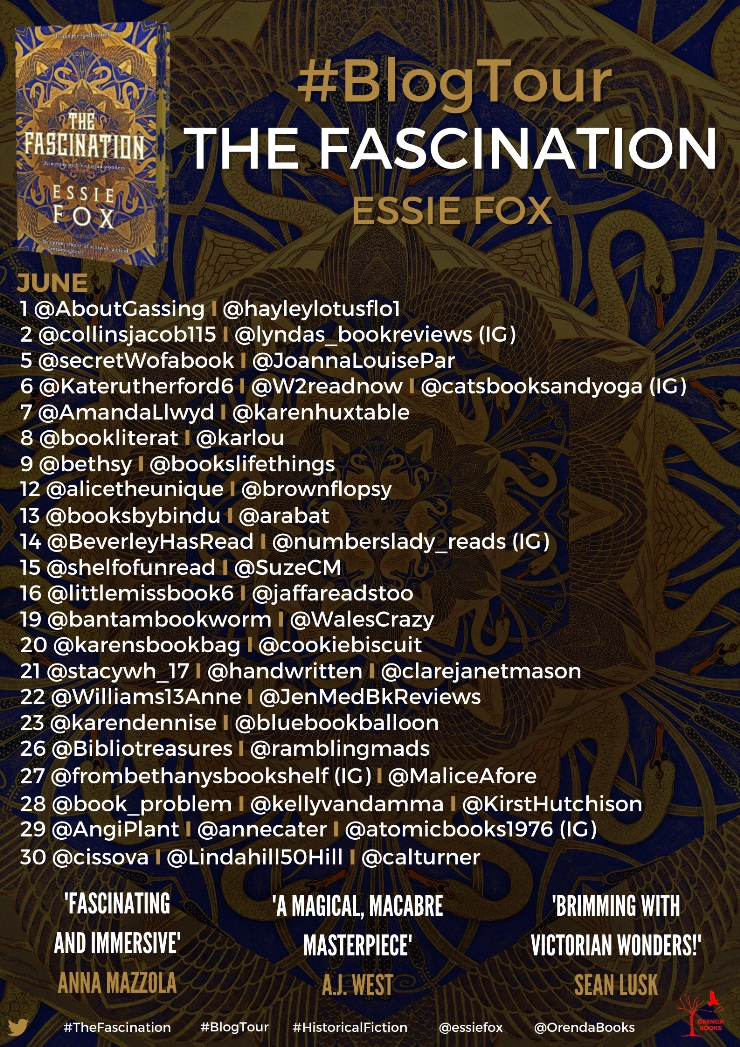 #BlogTour
THE FASCINATION
ESSIE FOX
THE
FASCINATION
ESSIE
FOX
JUNE
1 @AboutGassing | @hayleylotusflo1
2 @collinsjacob115 | @lyndas_bookreviews (IG)
5 @secretWofabook | @JoannaLouisePar
6 @Katerutherford6 | @W2readnow | @catsbooksandyoga (IG)
7 @AmandaLlwyd | @karenhuxtable
8 @bookliterat | @karlou
9 @bethsy | @bookslifethings
12 @alicetheunique | @brownflopsy
13 @booksbybindu | @arabat
14 @BeverleyHasRead | @numberslady_reads (IG)
15 @shelfofunread | @SuzeCM
16 @littlemissbook6 | @jaffareadstoo
19 @bantambookworm | @WalesCrazy
20 @karensbookbag | @cookiebiscuit
21 @stacywh_17 | @handwritten | @clarejanetmason
22 @Williams13Anne | @JenMedBkReviews
23 @karendennise | @bluebookballoon
26 @Bibliotreasures | @ramblingmads
27 @frombethanysbookshelf (IG) | @MaliceAfore
28 @book_problem | @kellyvandamma | @KirstHutchison
29 @AngiPlant | @annecater | @atomicbooks1976 (IG)
30 @cissova | @Lindahill50Hill | @calturner
'FASCINATING
AND IMMERSIVE'
ANNA MAZZOLA
'A MAGICAL, MACABRE
MASTERPIECE'
A.J. WEST
'BRIMMING WITH
VICTORIAN WONDERS!'
SEAN LUSK
#TheFascination #BlogTour #HistoricalFiction @essiefox @OrendaBooks
ORENDA
BOOKS